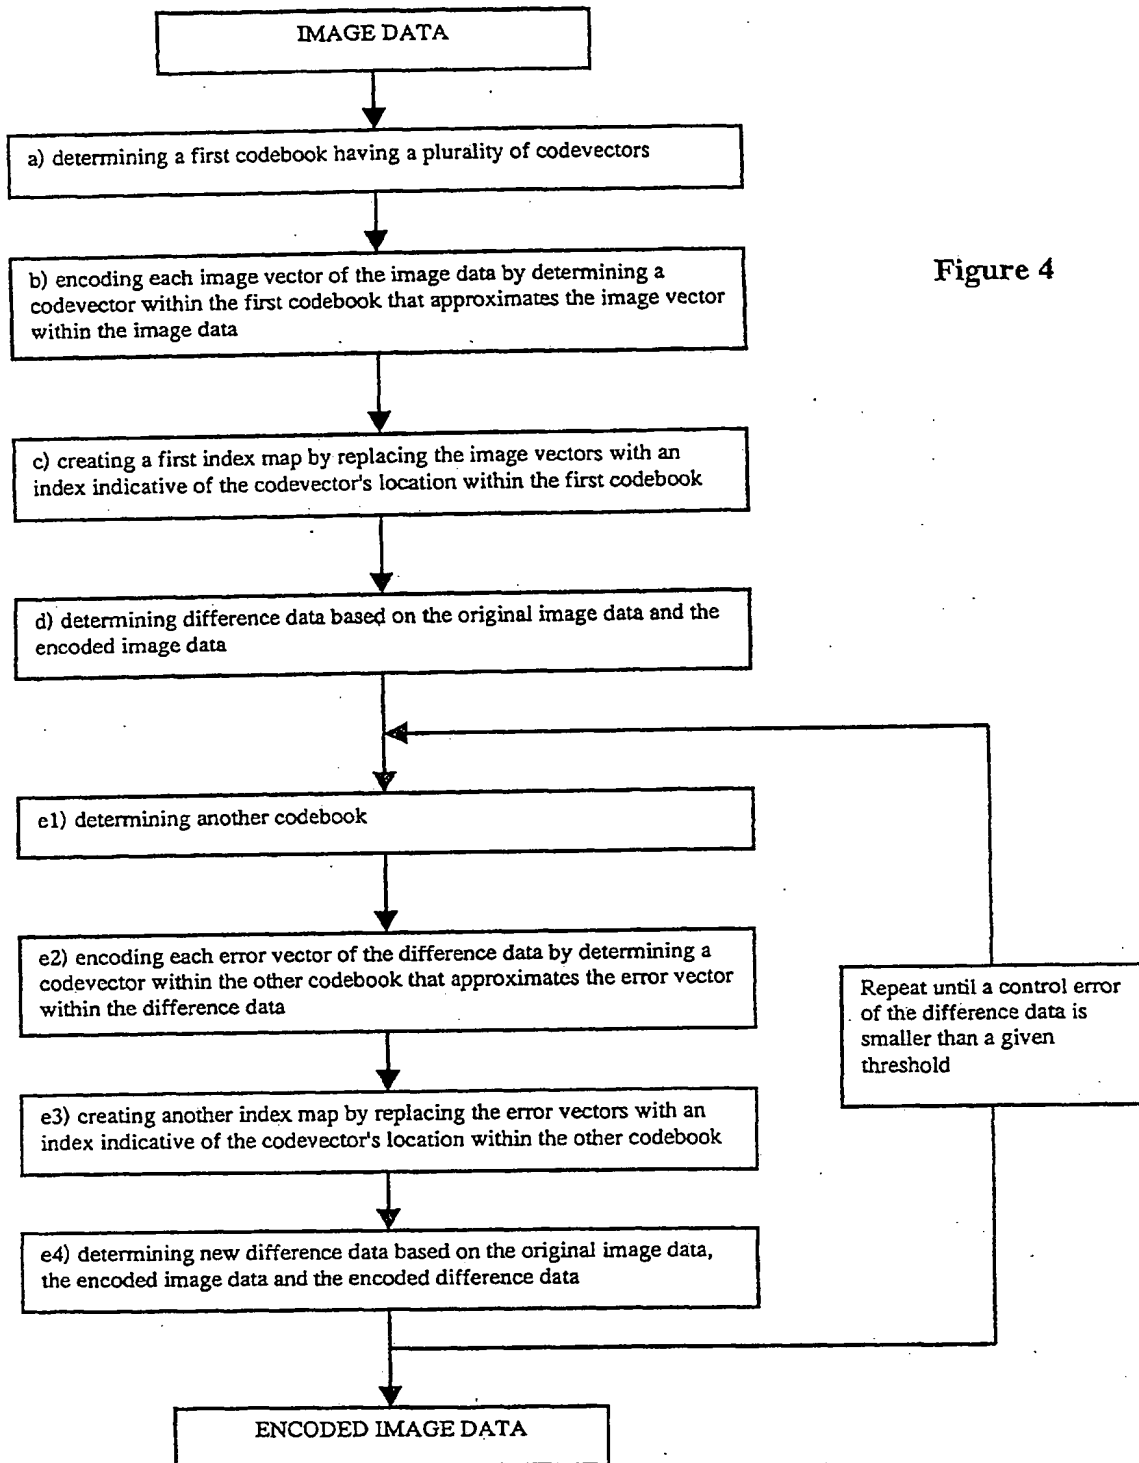 IMAGE DATA
a) determining a first codebook having a plurality of codevectors
b) encoding each image vector of the image data by determining a
codevector within the first codebook that approximates the image vector
within the image data
Figure 4
c) creating a first index map by replacing the image vectors with an
index indicative of the codevector's location within the first codebook
d) determining difference data based on the original image data and the
encoded image data
e1) determining another codebook
e2) encoding each error vector of the difference data by determining a
codevector within the other codebook that approximates the error vector
within the difference data
Repeat until a control error
of the difference data is
smaller than a given
threshold
e3) creating another index map by replacing the error vectors with an
index indicative of the codevector's location within the other codebook
e4) determining new difference data based on the original image data,
the encoded image data and the encoded difference data
ENCODED IMAGE DATA